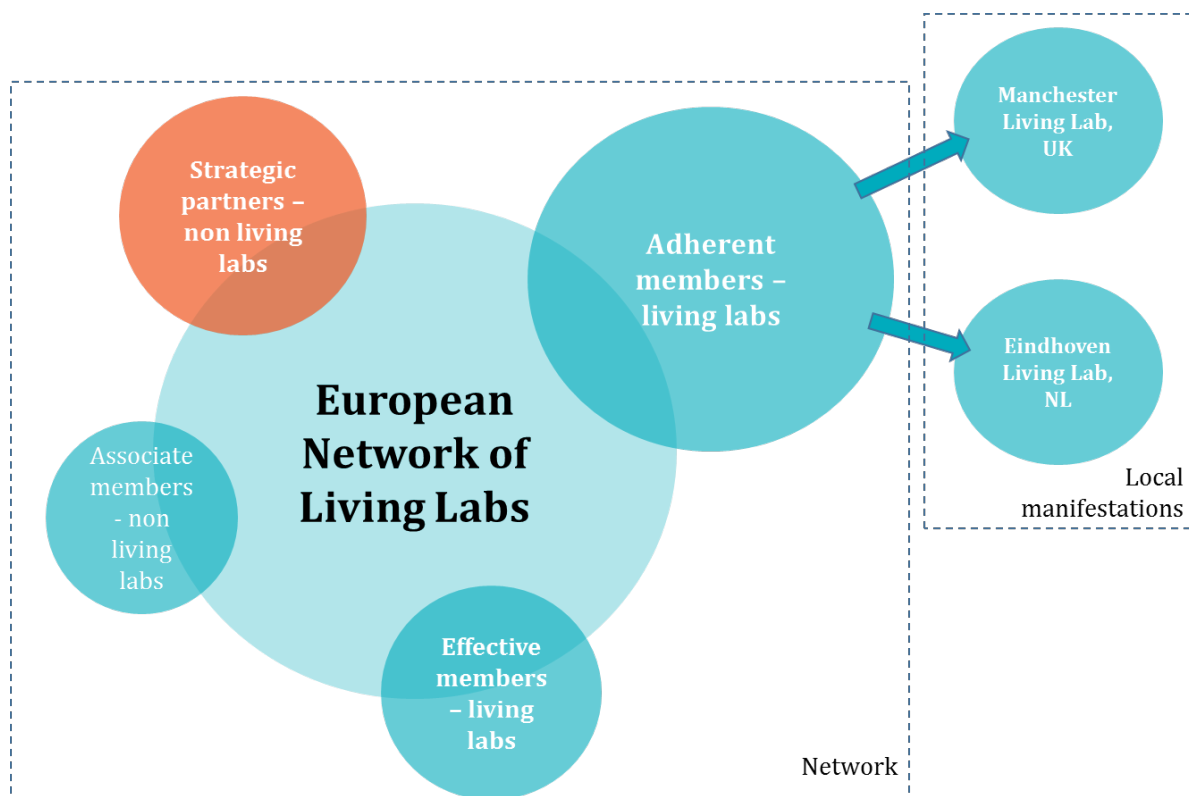 Strategic
partners –
non living
labs
Adherent
members –
living labs
Manchester
Living Lab,
UK
Eindhoven
Living Lab,
NL
Local
manifestations
European
Network of
Living Labs
Associate
members
- non
living
labs
Effective
members
– living
labs
Network